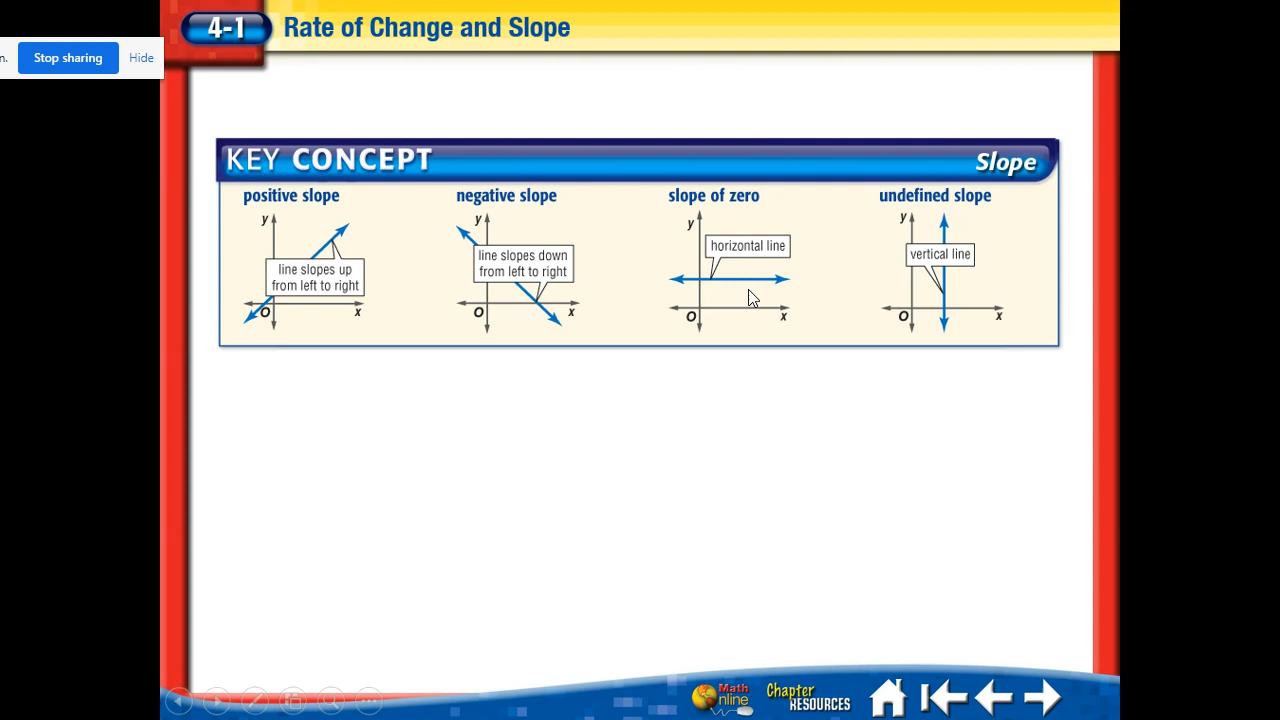 4-1 Rate of Change and Slope
n. Stop sharing Hide
KEY CONCEPT Slope
positive slope
y
line slopes up
from left to right
O x
negative slope
y
line slopes down
from left to right
O x
slope of zero
y
horizontal line
O x
undefined slope
y
vertical line
O x
Math
nline
Chapter
RESOURCES